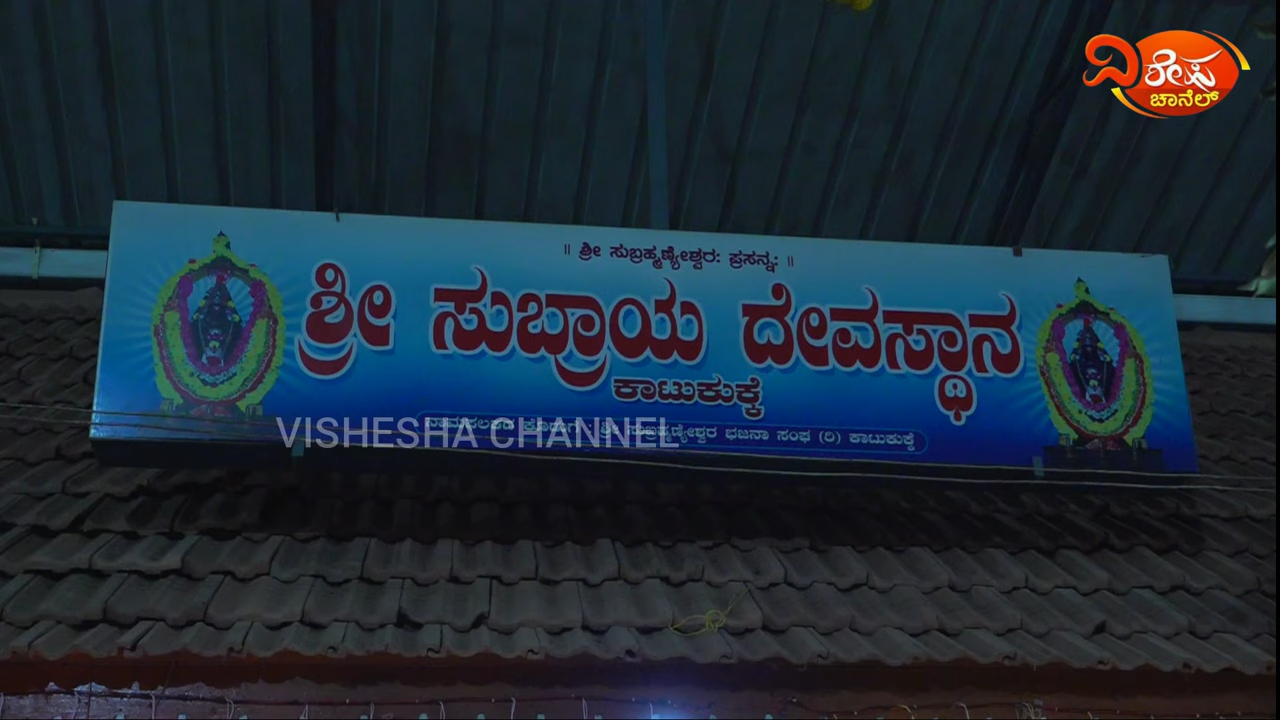 ವಿಶೇಷ
ಚಾನೆಲ್
॥ ಶ್ರೀ ಸುಬ್ರಹ್ಮಣ್ಯೇಶ್ವರಃ ಪ್ರಸನ್ನಃ ॥
ಶ್ರೀ ಸುಬ್ರಾಯ ದೇವಸ್ಥಾನ
ಕಾಟುಕುಕ್ಕೆ
ಶ್ರೀ ಸುಬ್ರಹ್ಮಣ್ಯೇಶ್ವರ ಭಜನಾ ಸಂಘ (ರಿ) ಕಾಟುಕುಕ್ಕೆ
VISHESHA CHANNEL